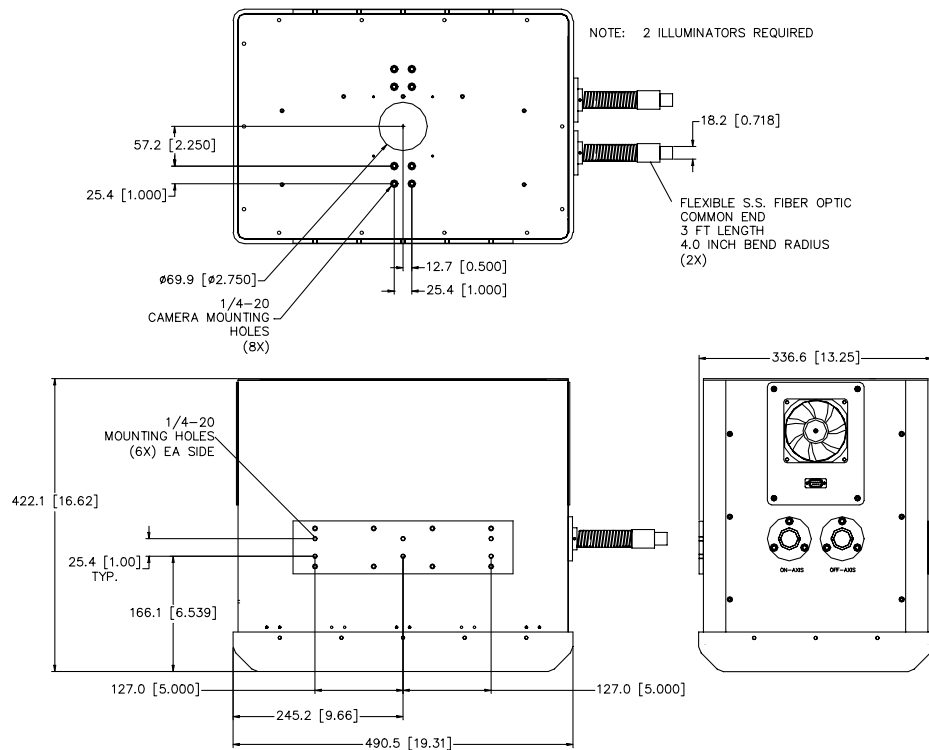 NOTE: 2 ILLUMINATORS REQUIRED
18.2 [0.718]
57.2 [2.250]
25.4 [1.000]
FLEXIBLE S.S. FIBER OPTIC
COMMON END
3 FT LENGTH
4.0 INCH BEND RADIUS
(2X)
ø69.9 [ø2.750]
12.7 [0.500]
25.4 [1.000]
1/4-20
CAMERA MOUNTING
HOLES
(8X)
336.6 [13.25]
1/4-20
MOUNTING HOLES
(6X) EA SIDE
422.1 [16.62]
25.4 [1.00]
TYP.
166.1 [6.539]
ON-AXIS
OFF-AXIS
127.0 [5.000]
127.0 [5.000]
245.2 [9.66]
490.5 [19.31]